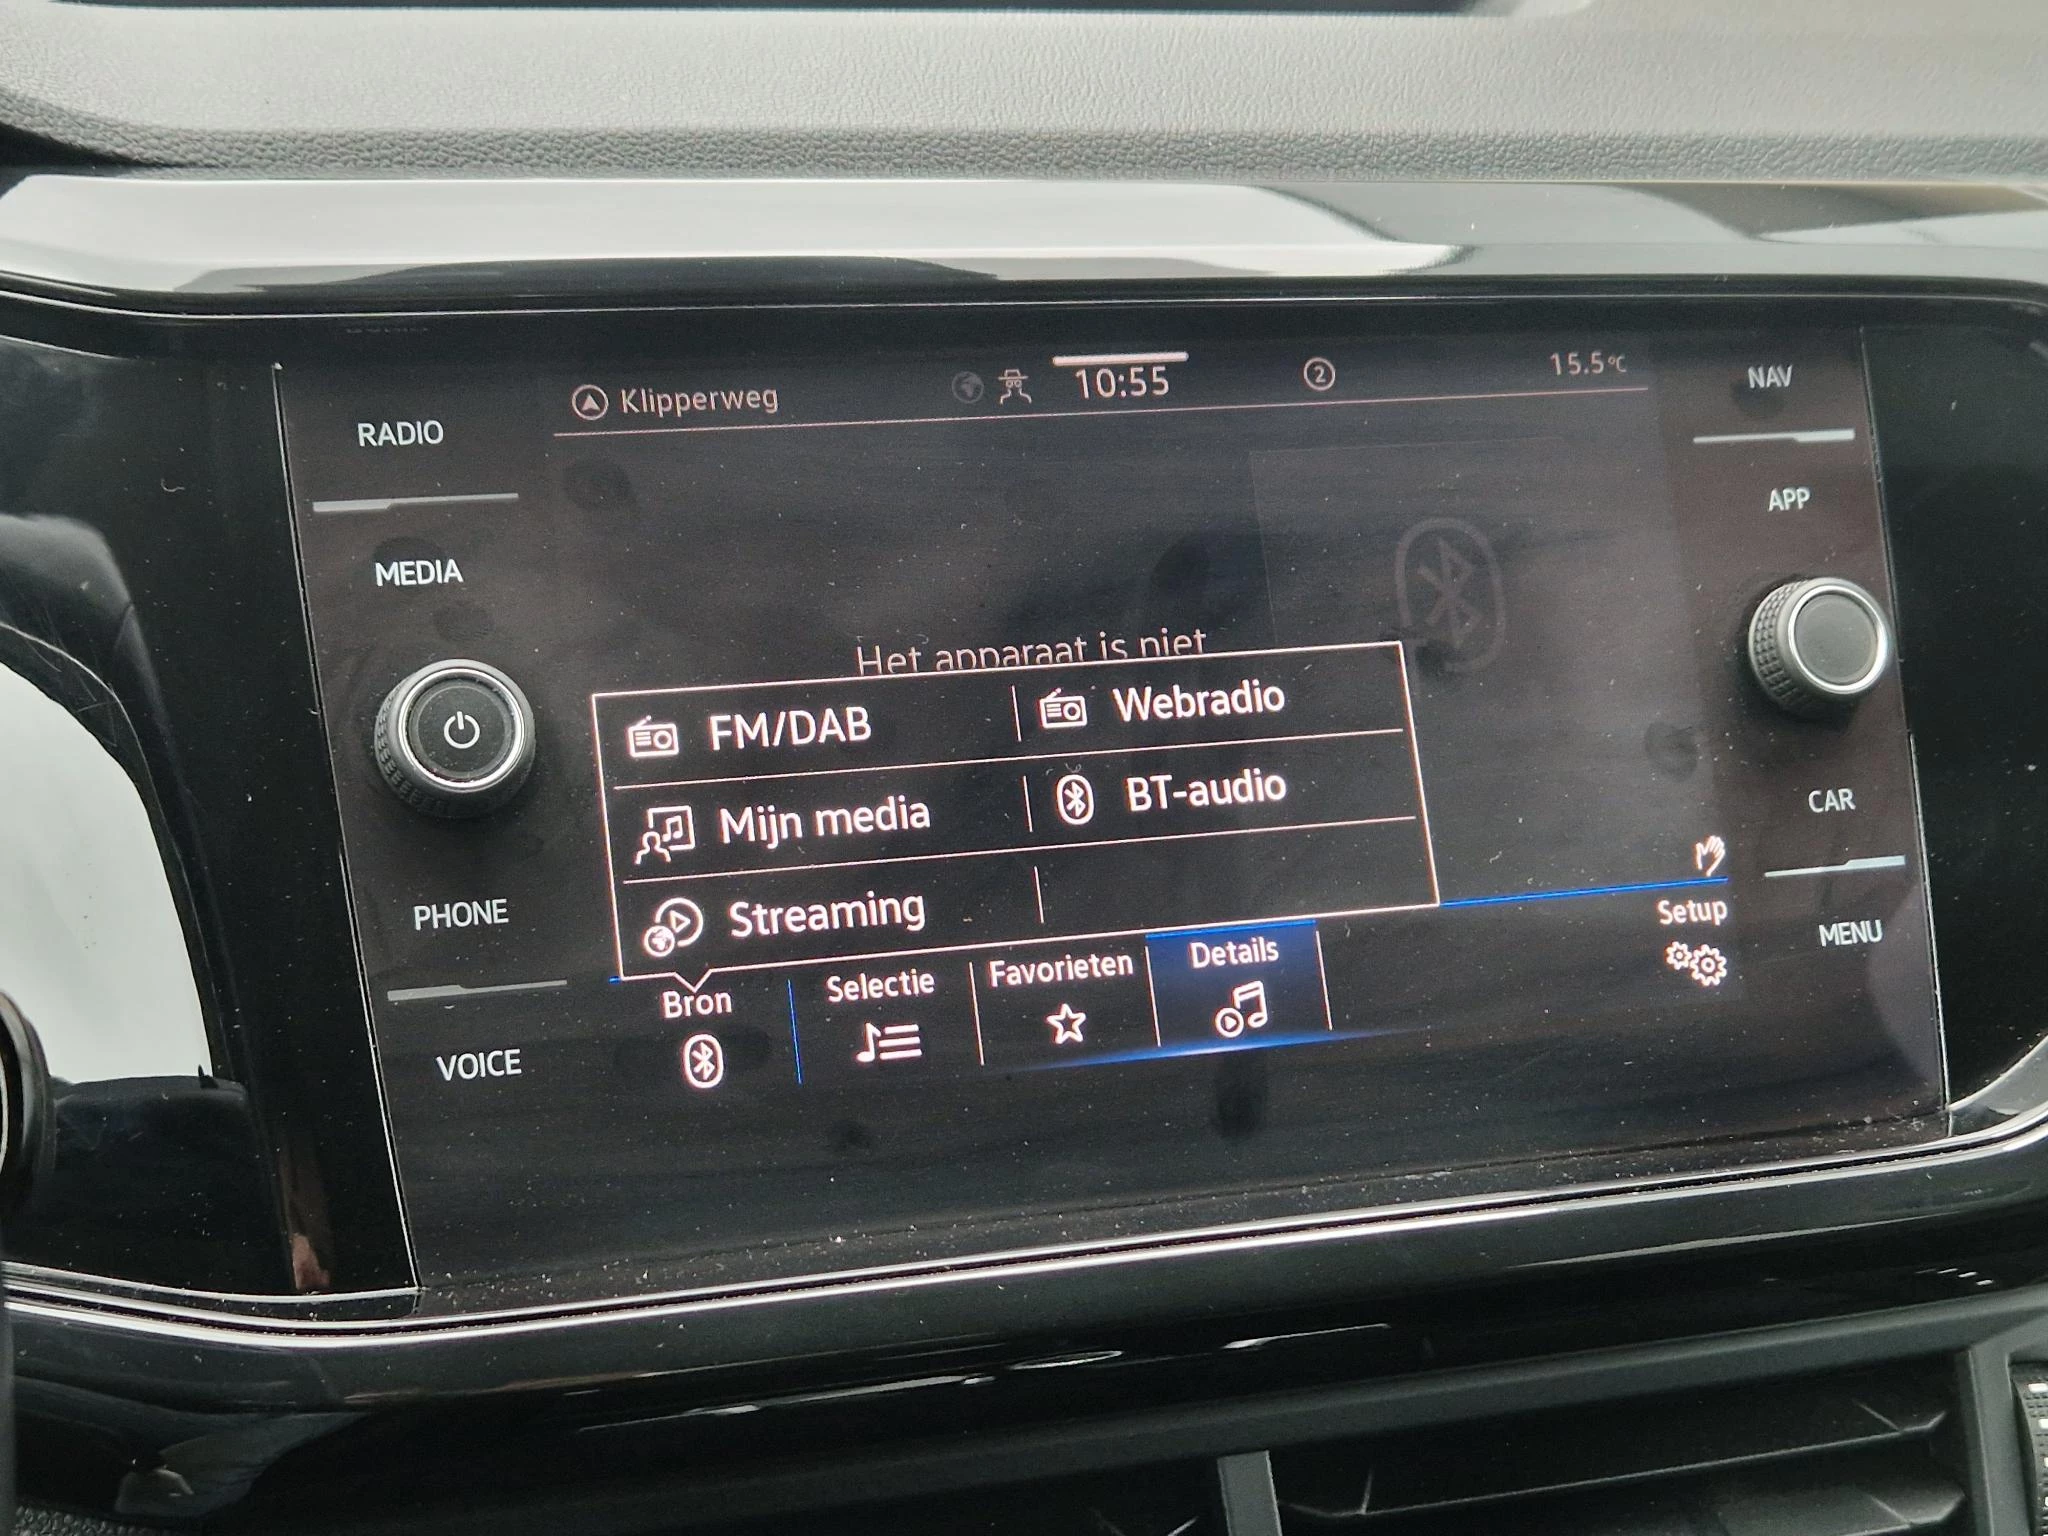 Klipperweg
10:55
2
15.5°C
NAV
RADIO
APP
MEDIA
Het apparaat is niet
FM/DAB
Webradio
Mijn media
BT-audio
CAR
Streaming
PHONE
Setup
MENU
Bron
Selectie
Favorieten
Details
VOICE